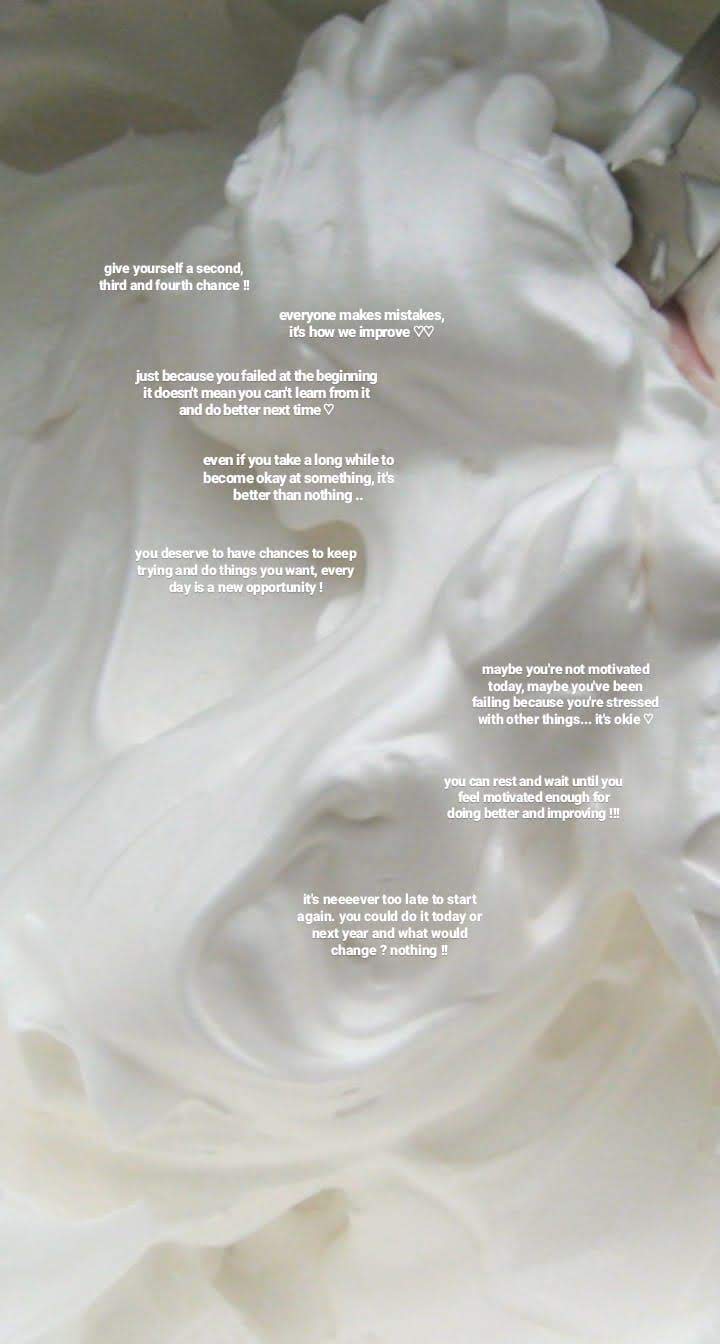 give yourself a second,
third and fourth chance !!
everyone makes mistakes,
it's how we improve ♡♡
just because you failed at the beginning
it doesn't mean you can't learn from it
and do better next time ♡
even if you take a long while to
become okay at something, it's
better than nothing ..
you deserve to have chances to keep
trying and do things you want, every
day is a new opportunity !
maybe you're not motivated
today, maybe you've been
failing because you're stressed
with other things... it's okie ♡
you can rest and wait until you
feel motivated enough for
doing better and improving !!!
it's neeeever too late to start
again. you could do it today or
next year and what would
change ? nothing !!